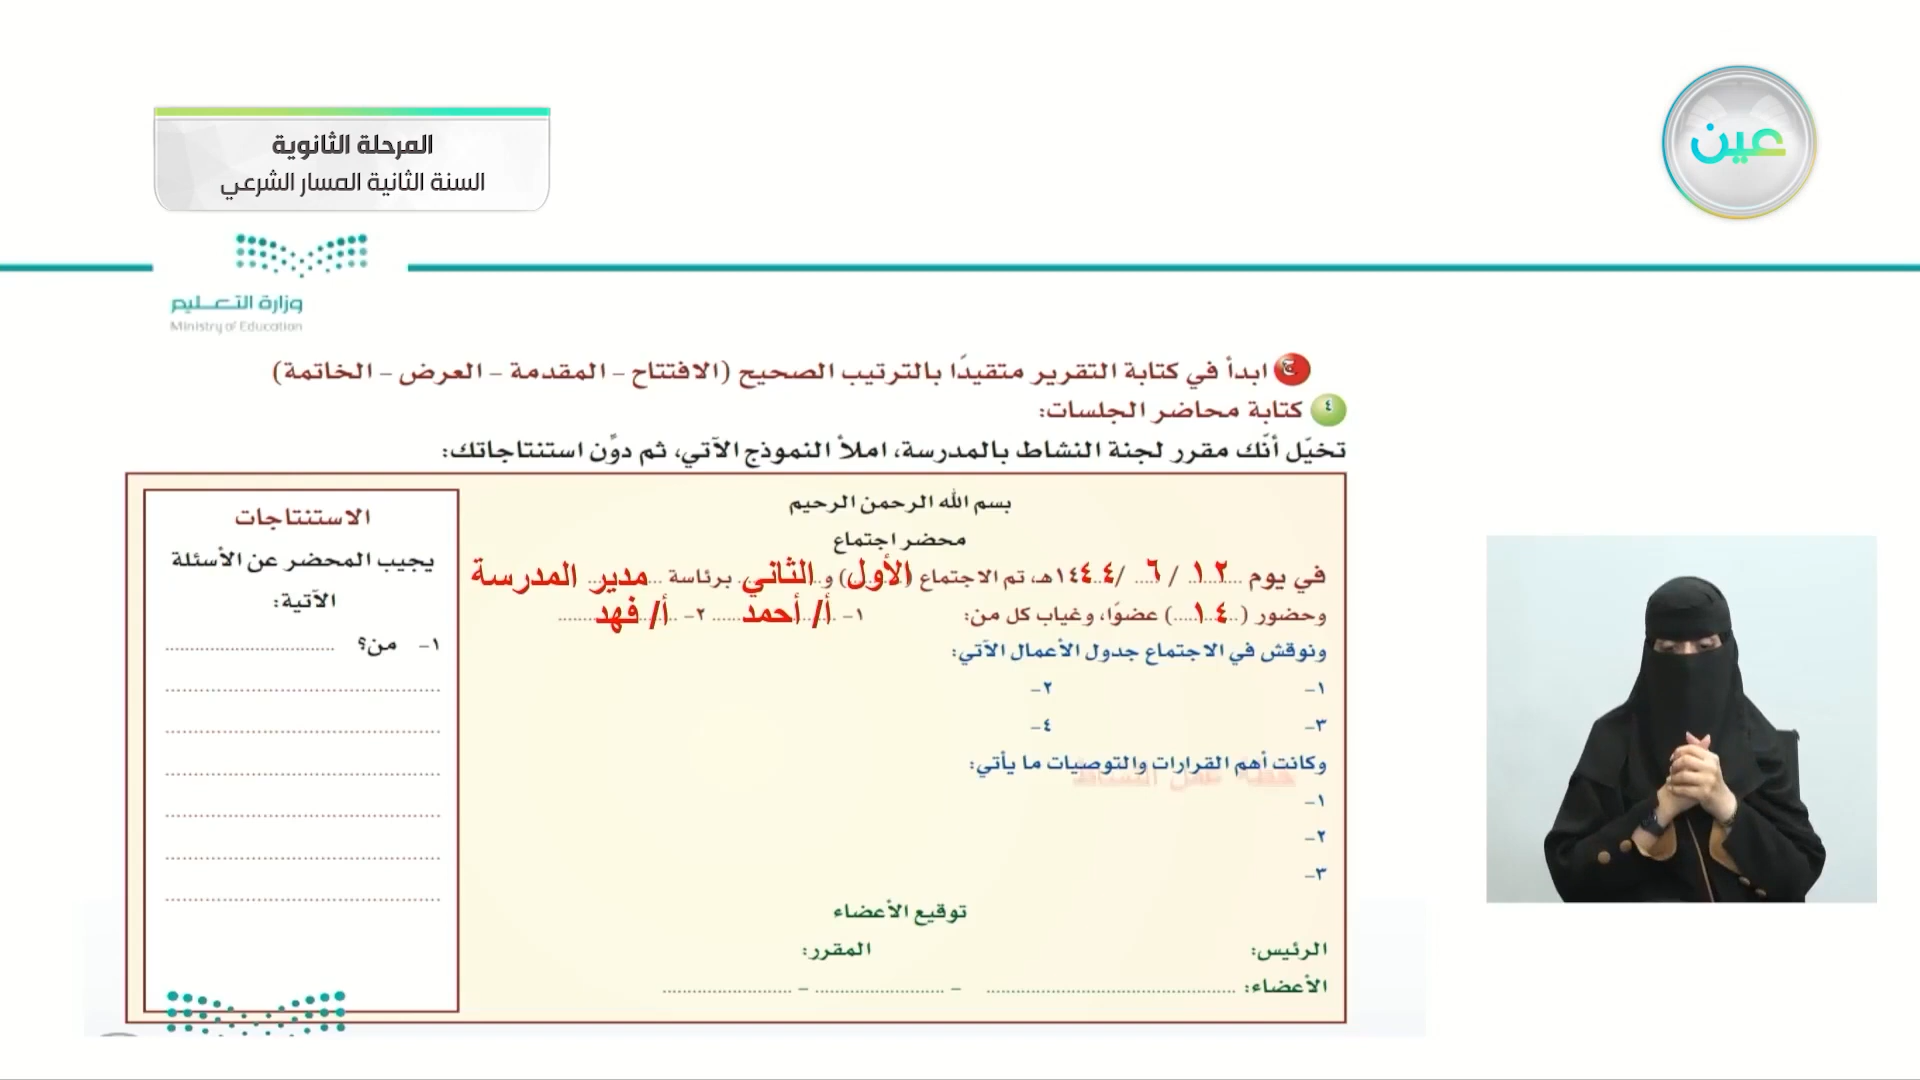 المرحلة الثانوية
السنة الثانية المسار الشرعي
عين
وزارة التعليم
Ministry of Education
ج ابدأ في كتابة التقرير متقيدًا بالترتيب الصحيح (الافتتاح – المقدمة – العرض – الخاتمة)
٤ كتابة محاضر الجلسات:
تخيّل أنّك مقرر لجنة النشاط بالمدرسة، املأ النموذج الآتي، ثم دوِّن استنتاجاتك:
بسم الله الرحمن الرحيم
محضر اجتماع
في يوم ١٢ / ٦ / ١٤٤٤هـ، تم الاجتماع (الأول) و الثاني برئاسة مدير المدرسة
وحضور (١٤) عضوًا، وغياب كل من: ١- أ/ أحمد ٢- أ/ فهد
ونوقش في الاجتماع جدول الأعمال الآتي:
١- ٢-
٣- ٤-
وكانت أهم القرارات والتوصيات ما يأتي:
خطة عمل النشاط
١-
٢-
٣-
توقيع الأعضاء
الرئيس: المقرر:
الأعضاء: - -
الاستنتاجات
يجيب المحضر عن الأسئلة
الآتية:
١- من؟